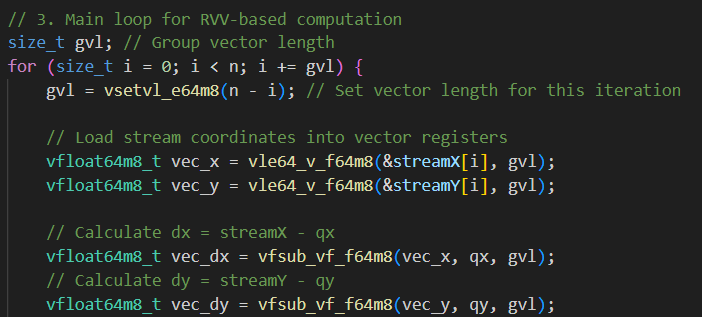 // 3. Main loop for RVV-based computation
size_t gvl; // Group vector length
for (size_t i = 0; i < n; i += gvl) {
    gvl = vsetvl_e64m8(n - i); // Set vector length for this iteration

    // Load stream coordinates into vector registers
    vfloat64m8_t vec_x = vle64_v_f64m8(&streamX[i], gvl);
    vfloat64m8_t vec_y = vle64_v_f64m8(&streamY[i], gvl);

    // Calculate dx = streamX - qx
    vfloat64m8_t vec_dx = vfsub_vf_f64m8(vec_x, qx, gvl);
    // Calculate dy = streamY - qy
    vfloat64m8_t vec_dy = vfsub_vf_f64m8(vec_y, qy, gvl);